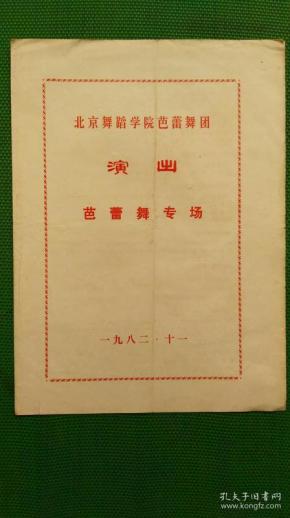 北京舞蹈学院芭蕾舞团
演出
芭蕾舞专场
一九八二·十一
孔夫子旧书网
www.kongfz.com